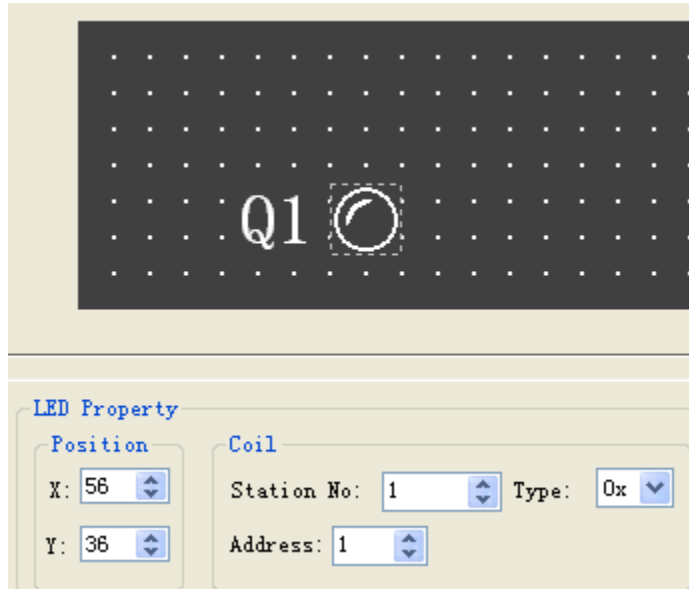 Q1
LED Property
Position
Coil
X: 56
Station No: 1 Type: 0x
Y: 36
Address: 1